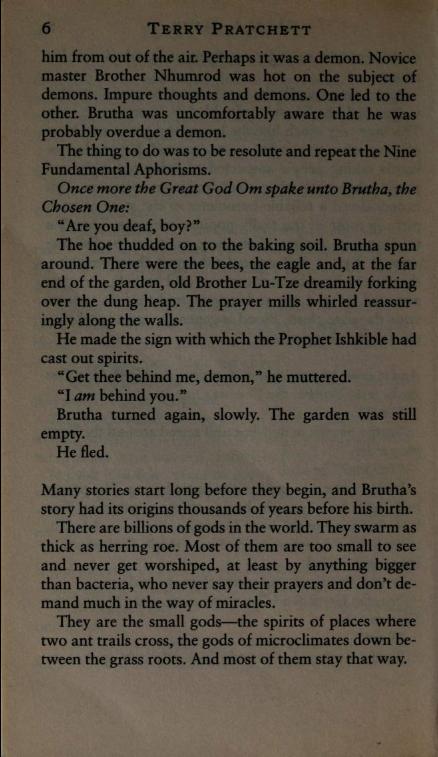 6 TERRY PRATCHETT
him from out of the air. Perhaps it was a demon. Novice
master Brother Nhumrod was hot on the subject of
demons. Impure thoughts and demons. One led to the
other. Brutha was uncomfortably aware that he was
probably overdue a demon.
The thing to do was to be resolute and repeat the Nine
Fundamental Aphorisms.
Once more the Great God Om spake unto Brutha, the
Chosen One:
“Are you deaf, boy?”
The hoe thudded on to the baking soil. Brutha spun
around. There were the bees, the eagle and, at the far
end of the garden, old Brother Lu-Tze dreamily forking
over the dung heap. The prayer mills whirled reassur-
ingly along the walls.
He made the sign with which the Prophet Ishkible had
cast out spirits.
“Get thee behind me, demon,” he muttered.
“I am behind you.”
Brutha turned again, slowly. The garden was still
empty.
He fled.
Many stories start long before they begin, and Brutha’s
story had its origins thousands of years before his birth.
There are billions of gods in the world. They swarm as
thick as herring roe. Most of them are too small to see
and never get worshiped, at least by anything bigger
than bacteria, who never say their prayers and don’t de-
mand much in the way of miracles.
They are the small gods—the spirits of places where
two ant trails cross, the gods of microclimates down be-
tween the grass roots. And most of them stay that way.